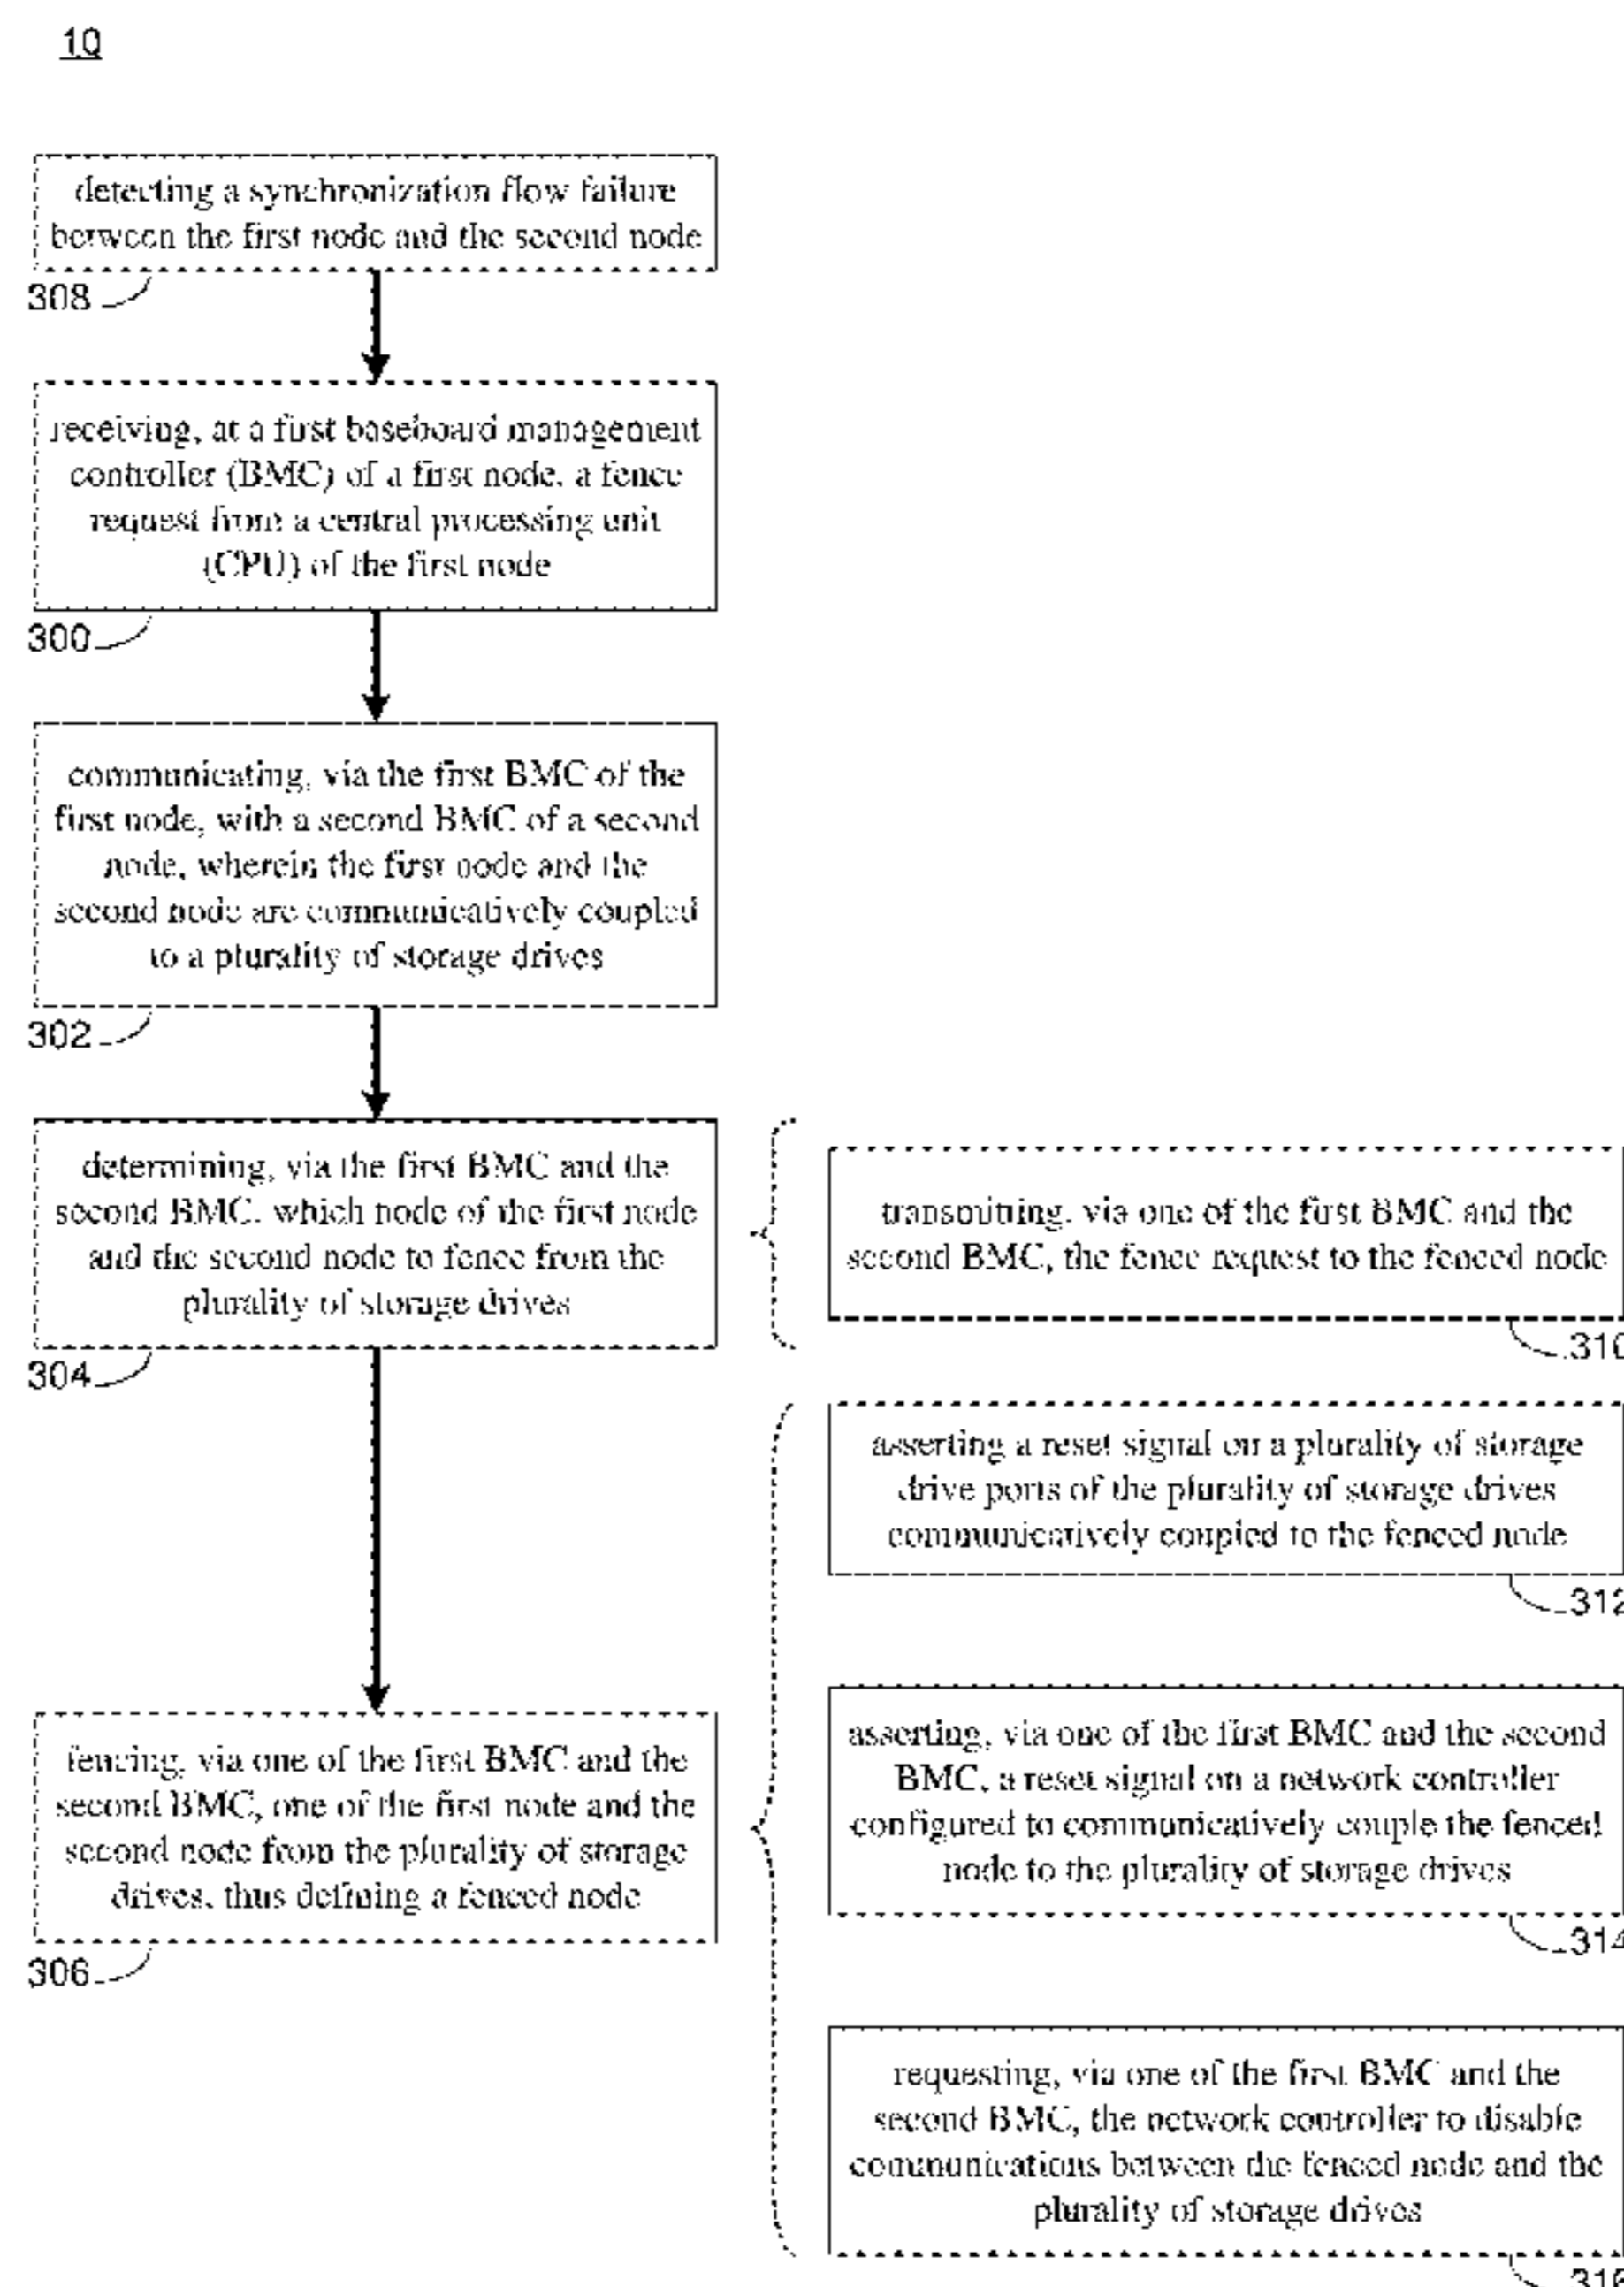 10
detecting a synchronization flow failure
between the first node and the second node
308
receiving, at a first baseboard management
controller (BMC) of a first node, a fence
request from a central processing unit
(CPU) of the first node
300
communicating, via the first BMC of the
first node, with a second BMC of a second
node, wherein the first node and the
second node are communicatively coupled
to a plurality of storage drives
302
determining, via the first BMC and the
second BMC, which node of the first node
and the second node to fence from the
plurality of storage drives
304
transmitting, via one of the first BMC and the
second BMC, the fence request to the fenced node
310
asserting a reset signal on a plurality of storage
drive ports of the plurality of storage drives
communicatively coupled to the fenced node
312
fencing, via one of the first BMC and the
second BMC, one of the first node and the
second node from the plurality of storage
drives, thus defining a fenced node
306
asserting, via one of the first BMC and the second
BMC, a reset signal on a network controller
configured to communicatively couple the fenced
node to the plurality of storage drives
314
requesting, via one of the first BMC and the
second BMC, the network controller to disable
communications between the fenced node and the
plurality of storage drives
316